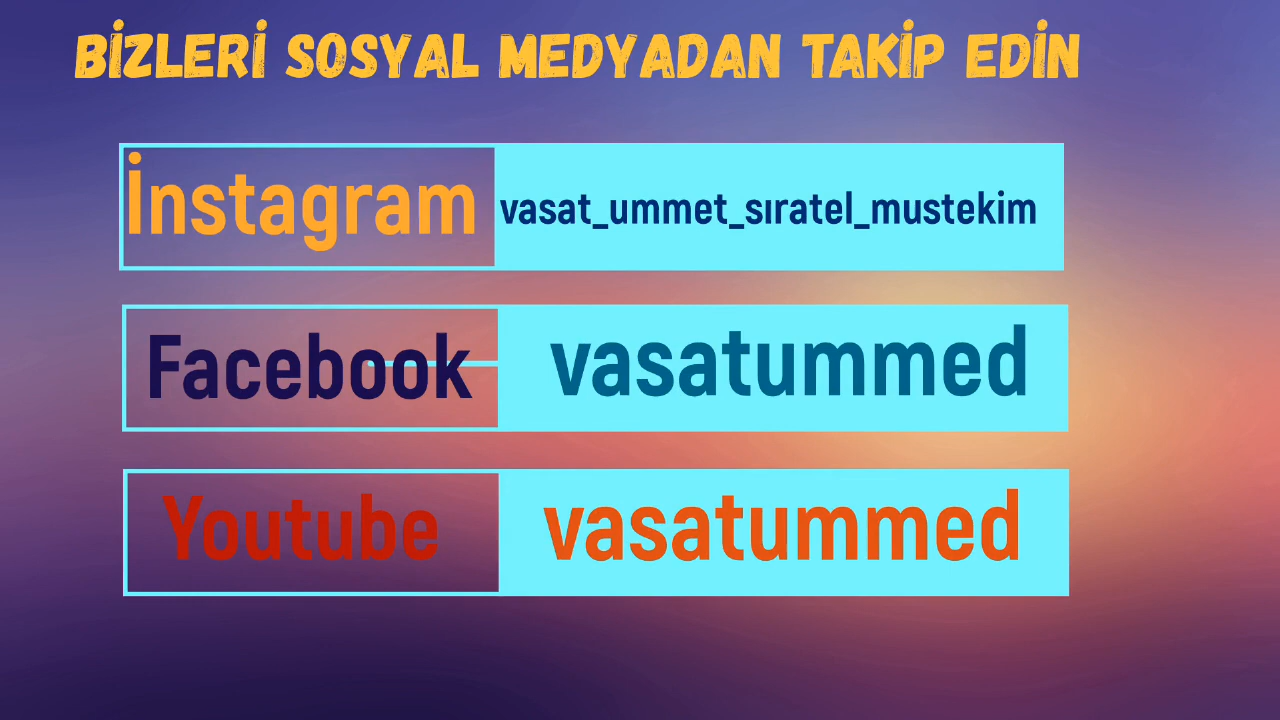 BİZLERİ SOSYAL MEDYADAN TAKİP EDİN
İnstagram vasat_ummet_sıratel_mustekim
Facebook vasatummed
Youtube vasatummed